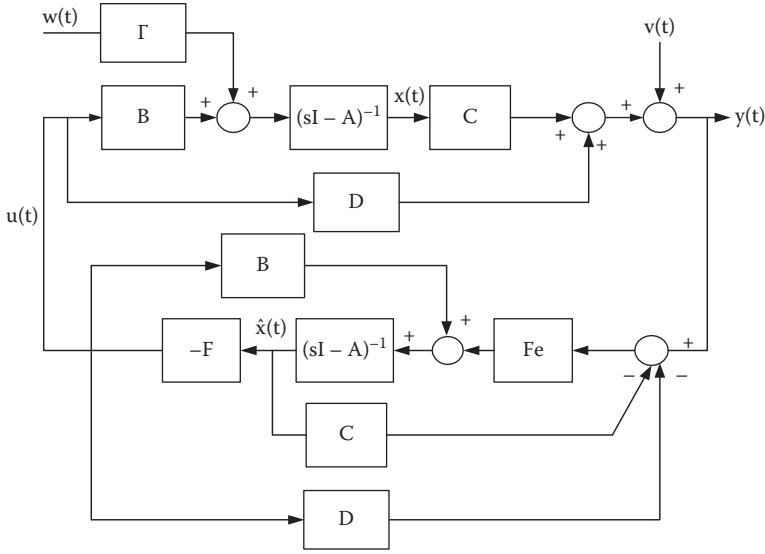 w(t)
Γ
v(t)
+
+
+
+
B
(sI – A)⁻¹
x(t)
C
y(t)
+
+
D
u(t)
B
+
x̂(t)
+
+
–F
(sI – A)⁻¹
Fe
–
–
C
D